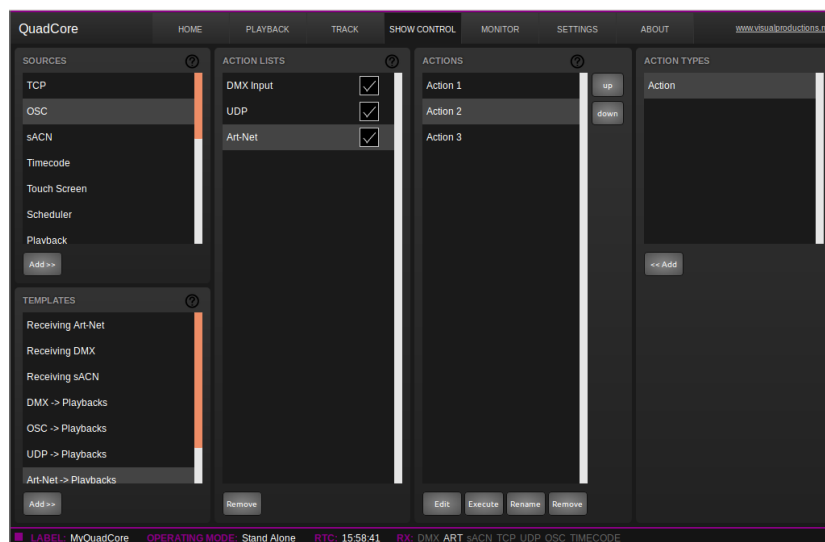 QuadCore HOME PLAYBACK TRACK SHOW CONTROL MONITOR SETTINGS ABOUT
SOURCES ?
TCP
OSC
sACN
Timecode
Touch Screen
Scheduler
Playback
Add >>
TEMPLATES ?
Receiving Art-Net
Receiving DMX
Receiving sACN
DMX -> Playbacks
OSC -> Playbacks
UDP -> Playbacks
Art-Net -> Playbacks
Add >>
ACTION LISTS ?
DMX Input
UDP
Art-Net
Remove
ACTIONS ?
Action 1
Action 2
Action 3
up
down
Edit Execute Rename Remove
ACTION TYPES
Action
<< Add
LABEL: MyQuadCore OPERATING MODE: Stand Alone RTC: 15:58:41 RX: DMX ART sACN TCP UDP OSC TIMECODE